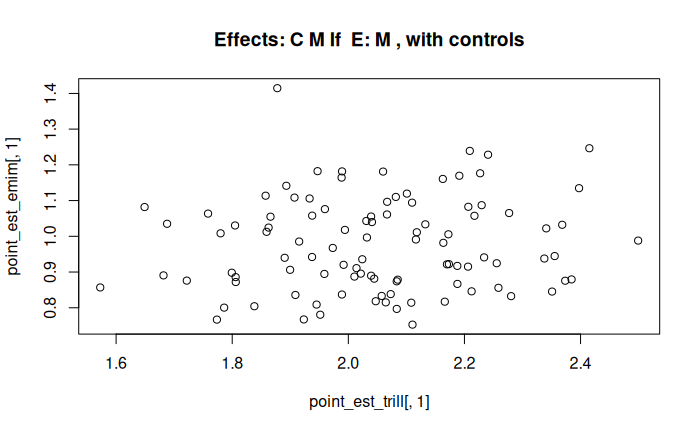 Effects: C M If  E: M , with controls
1.4
1.3
1.2
1.1
1.0
0.9
0.8
point_est_emim[, 1]
1.6 1.8 2.0 2.2 2.4
point_est_trill[, 1]